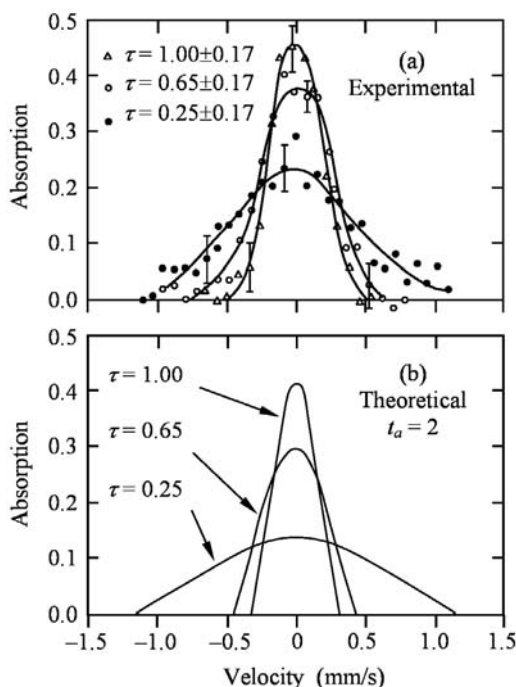 0.5
τ = 1.00±0.17
τ = 0.65±0.17
τ = 0.25±0.17
(a)
Experimental
0.4
0.3
0.2
0.1
0.0
Absorption
0.5
τ = 1.00
(b)
Theoretical
t_a = 2
0.4
τ = 0.65
0.3
τ = 0.25
0.2
0.1
0.0
Absorption
−1.5 −1.0 −0.5 0 0.5 1.0 1.5
Velocity (mm/s)